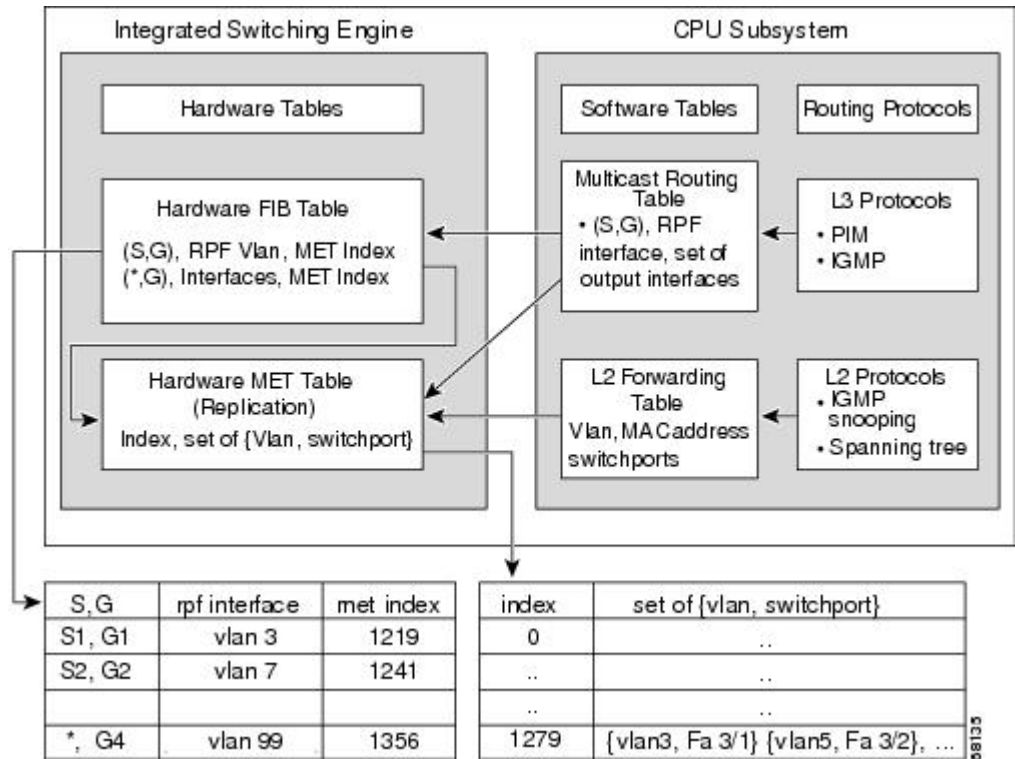 Integrated Switching Engine
CPU Subsystem
Hardware Tables
Software Tables
Routing Protocols
Hardware FIB Table
(S,G), RPF Vlan, MET Index
(*,G), Interfaces, MET Index
Multicast Routing
Table
• (S,G), RPF
interface, set of
output interfaces
L3 Protocols
• PIM
• IGMP
Hardware MET Table
(Replication)
Index, set of {Vlan, switchport}
L2 Forwarding
Table
Vlan, MAC address
switchports
L2 Protocols
• IGMP
snooping
• Spanning tree
S,G rpf interface met index
S1, G1 vlan 3 1219
S2, G2 vlan 7 1241
*, G4 vlan 99 1356
index set of {vlan, switchport}
0 ..
.. ..
.. ..
1279 {vlan3, Fa 3/1} {vlan5, Fa 3/2}, ...
68135